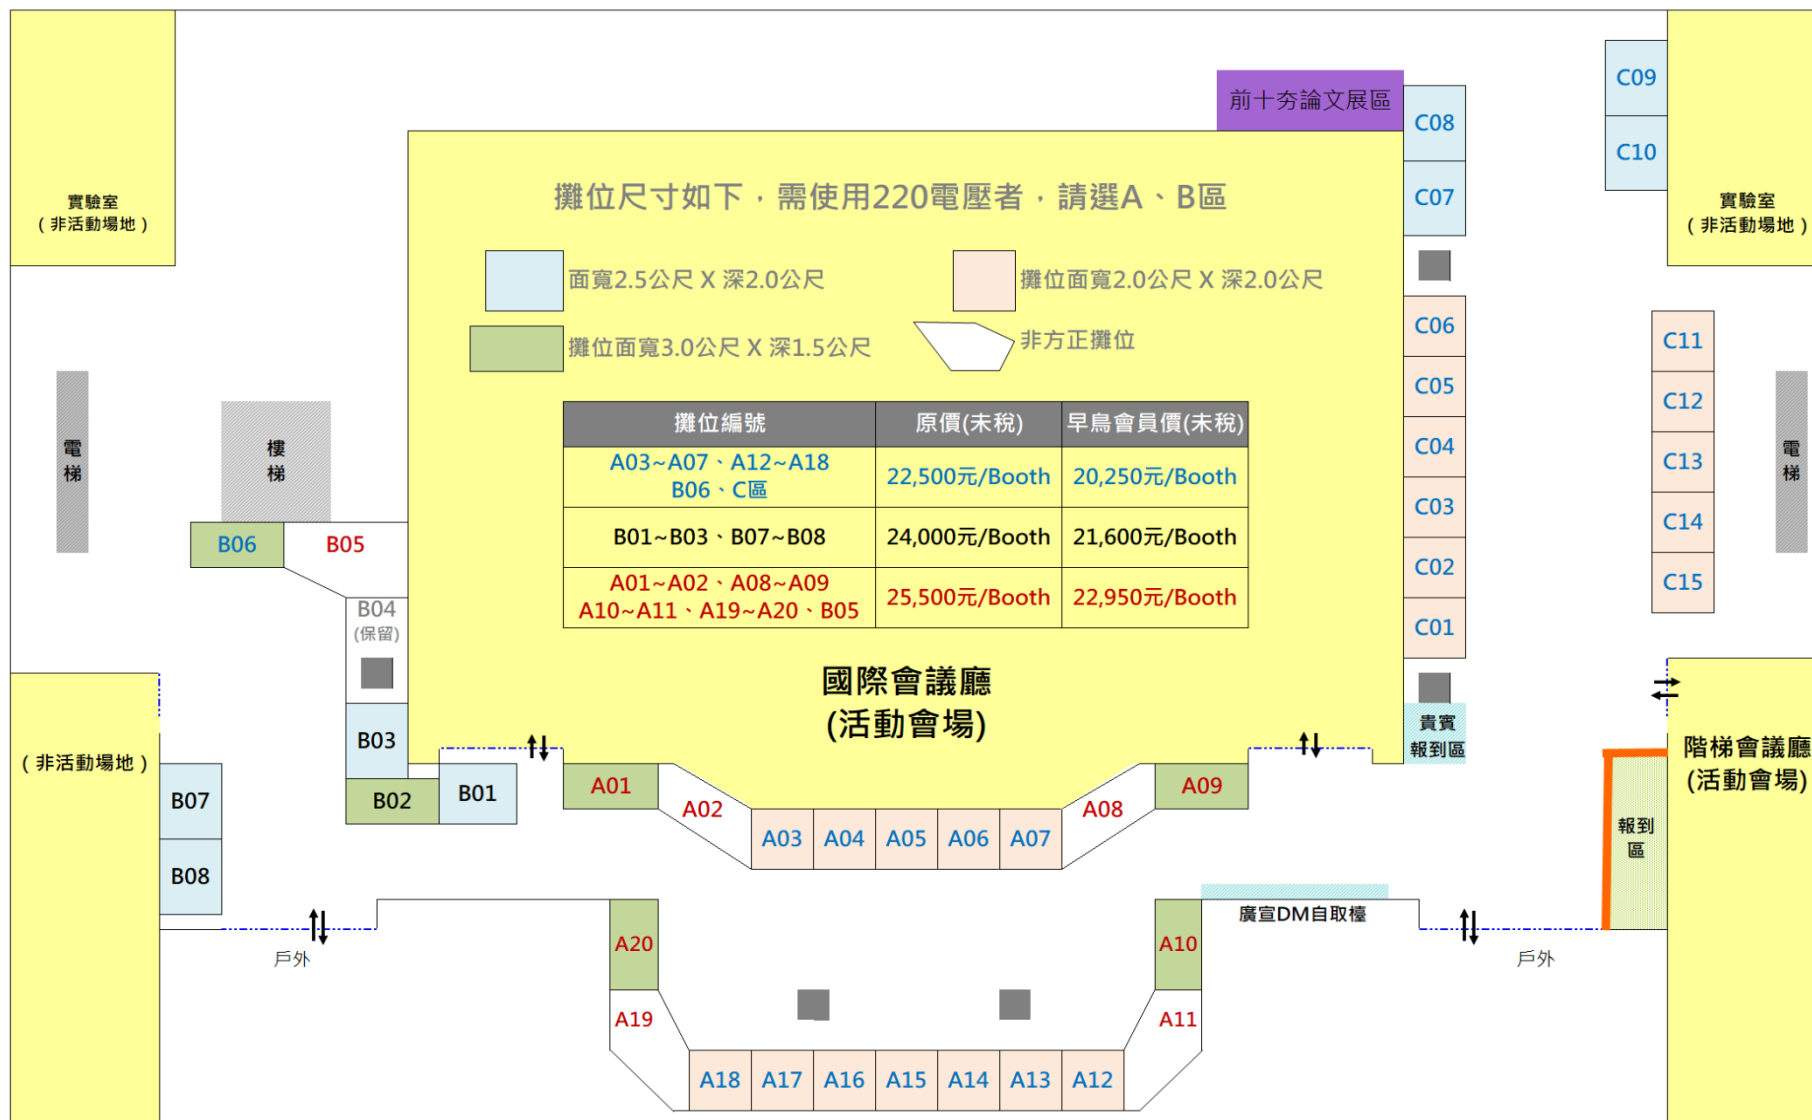 C09
前十夯論文展區
C08
C10
攤位尺寸如下，需使用220電壓者，請選A、B區
C07
實驗室
（非活動場地）
實驗室
（非活動場地）
面寬2.5公尺 X 深2.0公尺
攤位面寬2.0公尺 X 深2.0公尺
攤位面寬3.0公尺 X 深1.5公尺
非方正攤位
C06
C11
C05
C12
攤位編號 原價(未稅) 早鳥會員價(未稅)
A03~A07、A12~A18
B06、C區
22,500元/Booth 20,250元/Booth
B01~B03、B07~B08 24,000元/Booth 21,600元/Booth
A01~A02、A08~A09
A10~A11、A19~A20、B05
25,500元/Booth 22,950元/Booth
電梯
樓梯
C04
C13
電梯
C03
C14
B06
B05
C02
C15
B04
(保留)
C01
國際會議廳
(活動會場)
貴賓
報到區
B03
（非活動場地）
階梯會議廳
(活動會場)
B07
B02
B01
A01
A02
A08
A09
A03
A04
A05
A06
A07
報到
區
B08
廣宣DM自取檯
戶外
A20
A10
戶外
A19
A11
A18
A17
A16
A15
A14
A13
A12